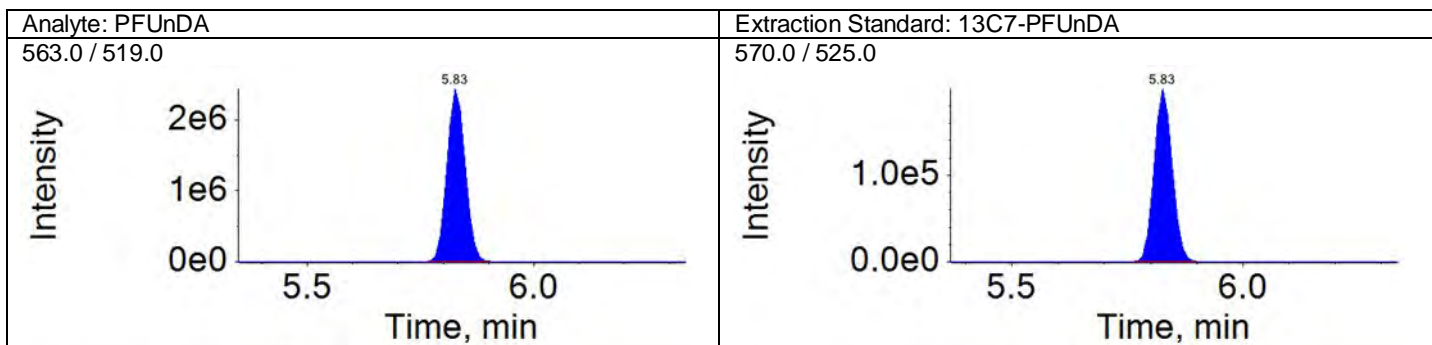 Analyte: PFUnDA
Extraction Standard: 13C7-PFUnDA
563.0 / 519.0
570.0 / 525.0
5.83
2e6
1e6
0e0
5.5
6.0
Intensity
Time, min
5.83
1.0e5
0.0e0
5.5
6.0
Intensity
Time, min